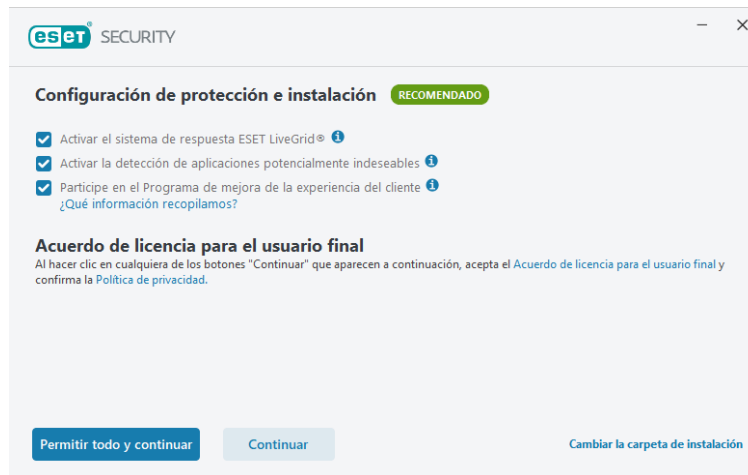 eset® SECURITY
Configuración de protección e instalación RECOMENDADO
Activar el sistema de respuesta ESET LiveGrid®
Activar la detección de aplicaciones potencialmente indeseables
Participe en el Programa de mejora de la experiencia del cliente
¿Qué información recopilamos?
Acuerdo de licencia para el usuario final
Al hacer clic en cualquiera de los botones "Continuar" que aparecen a continuación, acepta el Acuerdo de licencia para el usuario final y
confirma la Política de privacidad.
Permitir todo y continuar Continuar Cambiar la carpeta de instalación